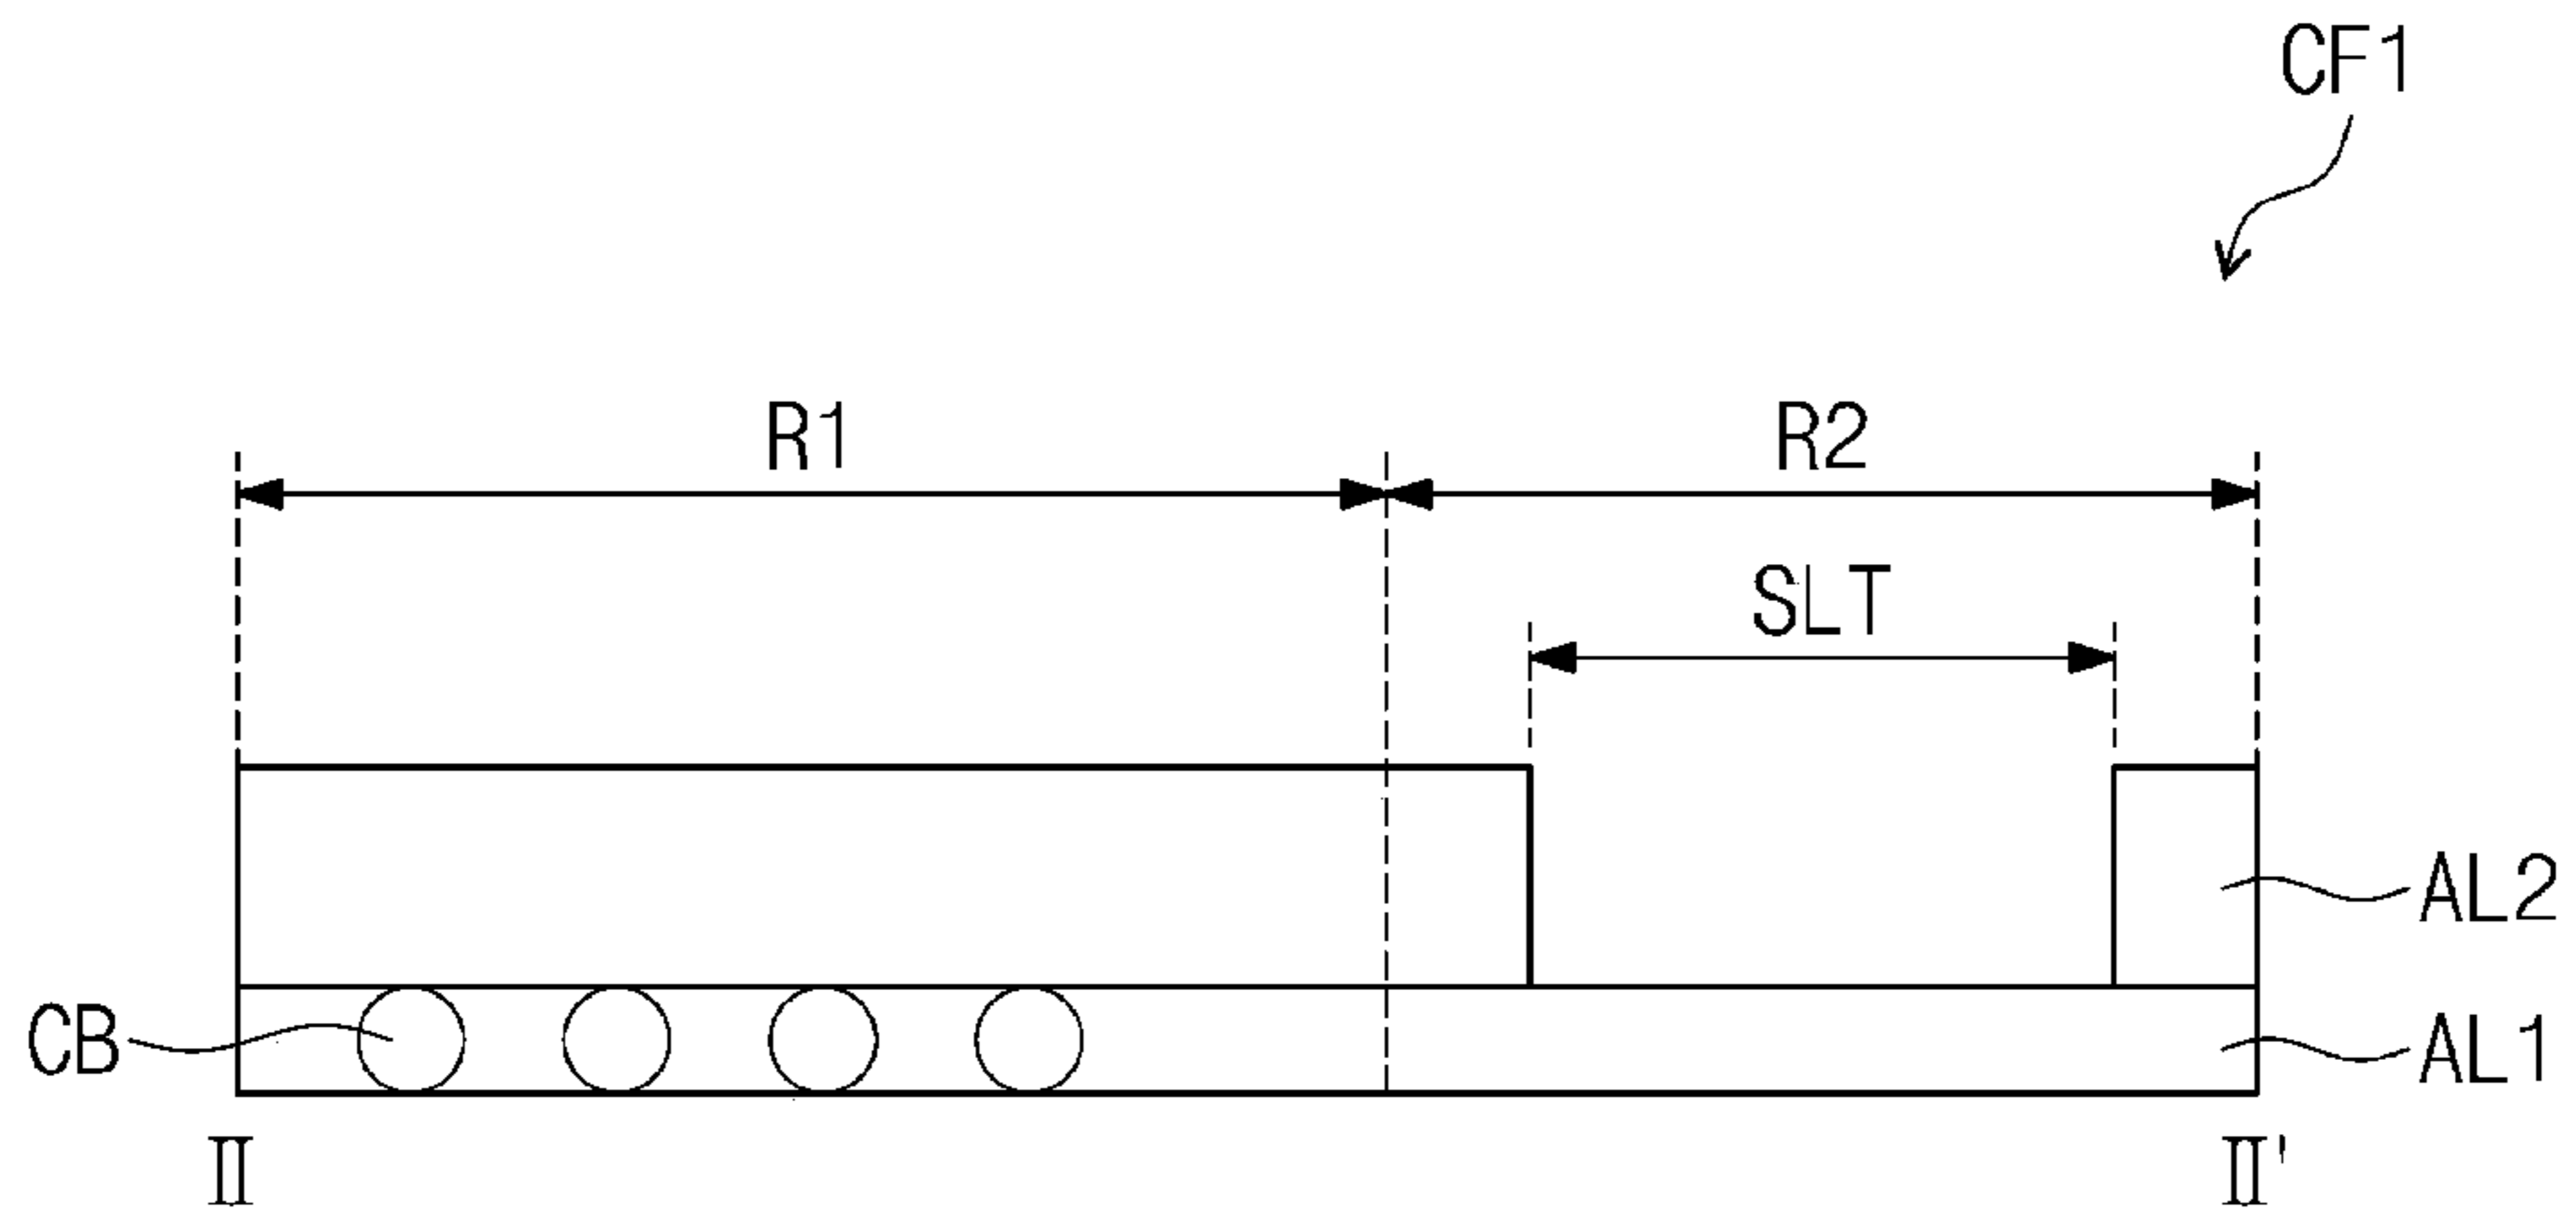 CF1
R1 R2
SLT
AL2
CB AL1
Ⅱ Ⅱ'